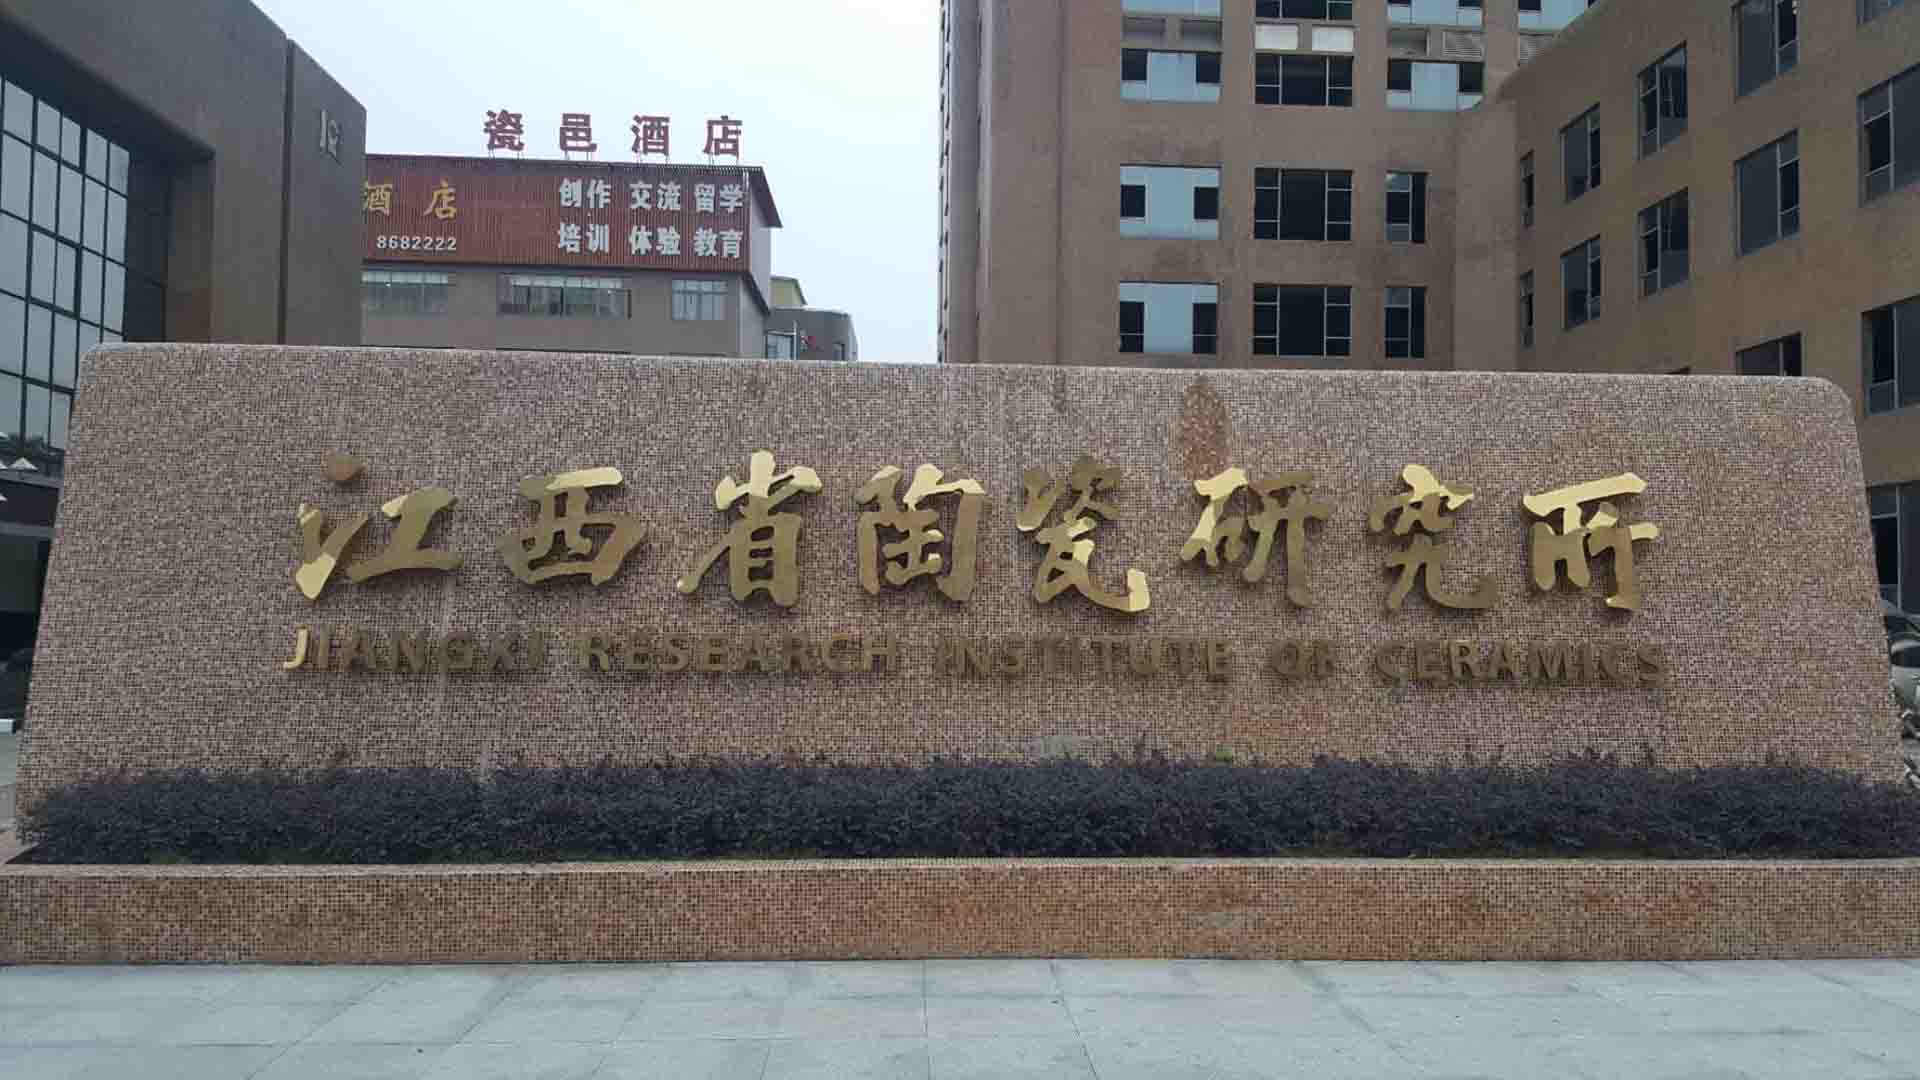 瓷邑酒店
酒店
创作 交流 留学
8682222
培训 体验 教育
江西省陶瓷研究所
JIANGXI RESEARCH INSTITUTE OF CERAMICS